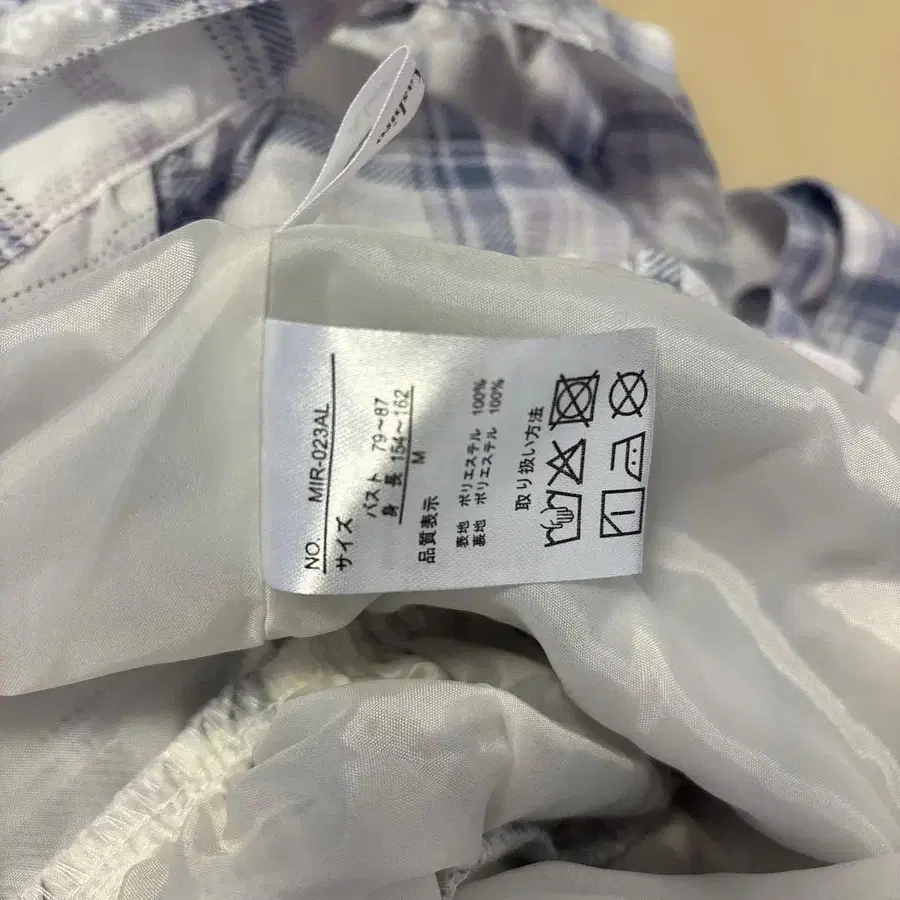 NO. MIR-023AL
サイズ
バスト 79～87
身 長 154～162
M
品質表示
表地 ポリエステル 100%
裏地 ポリエステル 100%
取り扱い方法